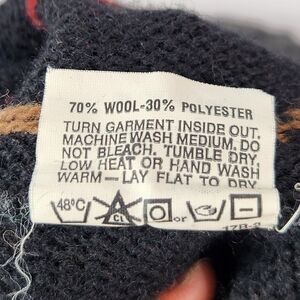 70% WOOL-30% POLYESTER
TURN GARMENT INSIDE OUT.
MACHINE WASH MEDIUM. DO
NOT BLEACH. TUMBLE DRY
LOW HEAT OR HAND WASH
WARM — LAY FLAT TO DRY
48°C CL or